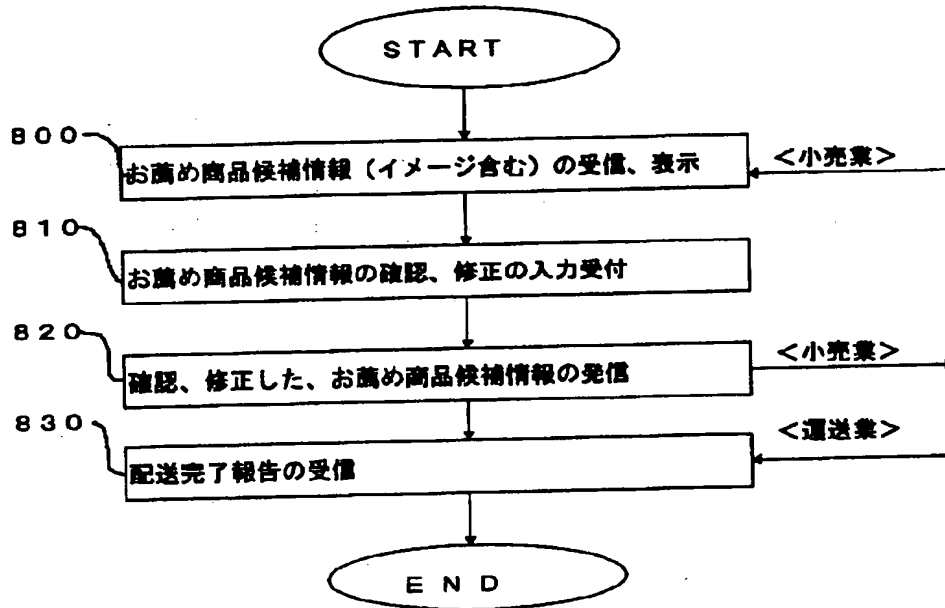 START
800
お薦め商品候補情報（イメージ含む）の受信、表示
＜小売業＞
810
お薦め商品候補情報の確認、修正の入力受付
820
確認、修正した、お薦め商品候補情報の発信
＜小売業＞
830
配送完了報告の受信
＜運送業＞
END